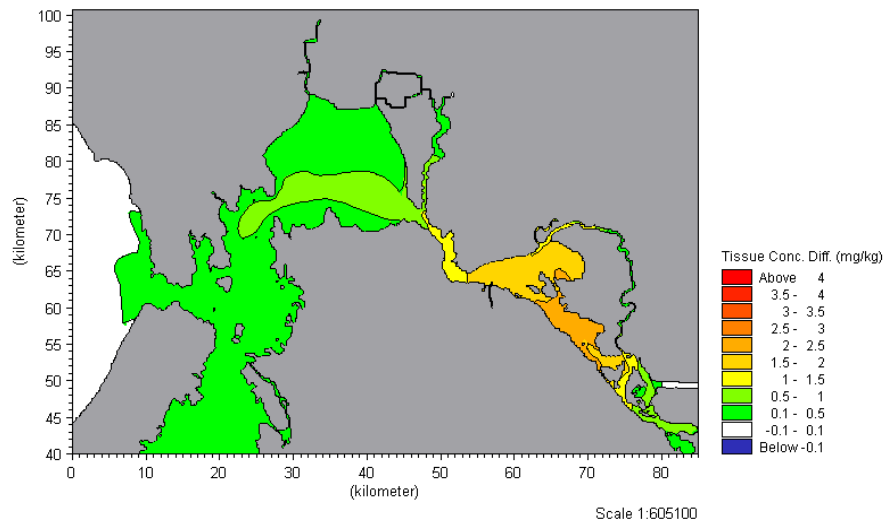 100
95
90
85
80
75
70
65
60
55
50
45
40
(kilometer)
0 10 20 30 40 50 60 70 80
(kilometer)
Scale 1:605100
Tissue Conc. Diff. (mg/kg)
Above 4
3.5 - 4
3 - 3.5
2.5 - 3
2 - 2.5
1.5 - 2
1 - 1.5
0.5 - 1
0.1 - 0.5
-0.1 - 0.1
Below -0.1